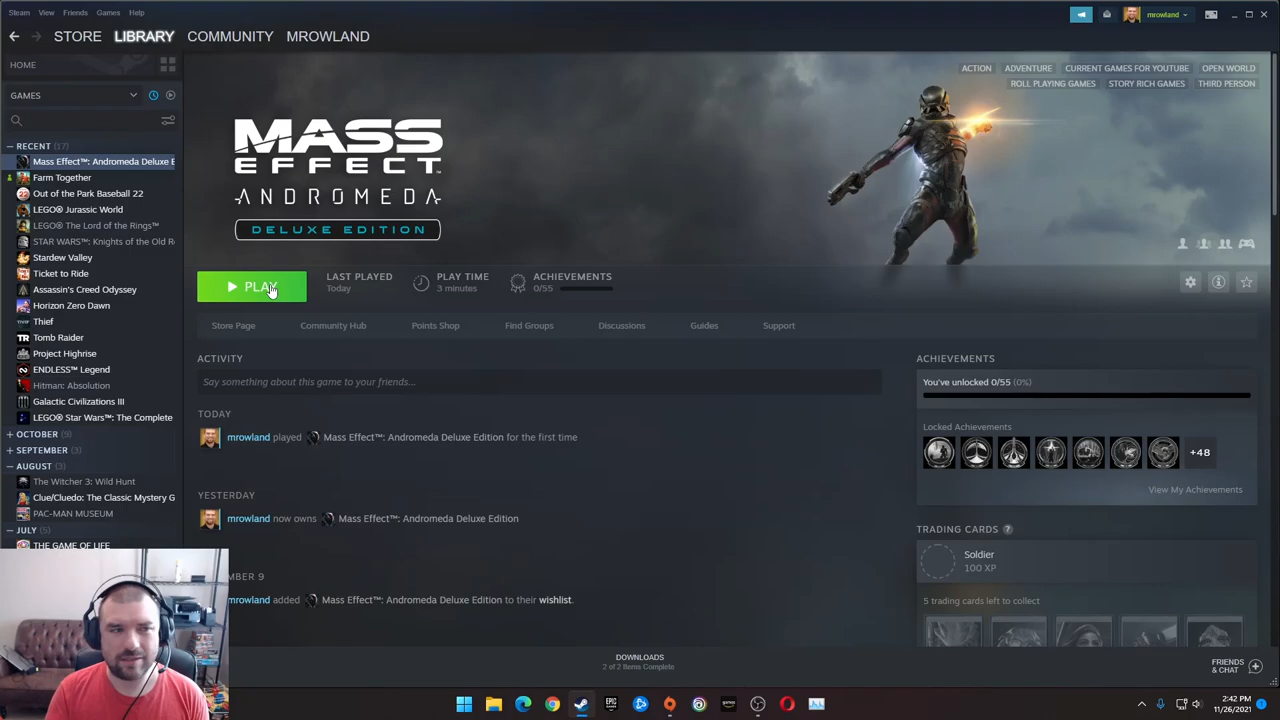 Steam View Friends Games Help
mrowland
STORE LIBRARY COMMUNITY MROWLAND
HOME
GAMES
RECENT (17)
Mass Effect™: Andromeda Deluxe E
Farm Together
Out of the Park Baseball 22
LEGO® Jurassic World
LEGO® The Lord of the Rings™
STAR WARS™: Knights of the Old R
Stardew Valley
Ticket to Ride
Assassin's Creed Odyssey
Horizon Zero Dawn
Thief
Tomb Raider
Project Highrise
ENDLESS™ Legend
Hitman: Absolution
Galactic Civilizations III
LEGO® Star Wars™: The Complete
OCTOBER (9)
SEPTEMBER (3)
AUGUST (3)
The Witcher 3: Wild Hunt
Clue/Cluedo: The Classic Mystery G
PAC-MAN MUSEUM
JULY (5)
THE GAME OF LIFE
ACTION ADVENTURE CURRENT GAMES FOR YOUTUBE OPEN WORLD
ROLL PLAYING GAMES STORY RICH GAMES THIRD PERSON
MASS
EFFECT™
ANDROMEDA
DELUXE EDITION
PLAY
LAST PLAYED
Today
PLAY TIME
3 minutes
ACHIEVEMENTS
0/55
Store Page Community Hub Points Shop Find Groups Discussions Guides Support
ACTIVITY
Say something about this game to your friends...
TODAY
mrowland played Mass Effect™: Andromeda Deluxe Edition for the first time
YESTERDAY
mrowland now owns Mass Effect™: Andromeda Deluxe Edition
MBER 9
mrowland added Mass Effect™: Andromeda Deluxe Edition to their wishlist.
ACHIEVEMENTS
You've unlocked 0/55 (0%)
Locked Achievements
+48
View My Achievements
TRADING CARDS ?
Soldier
100 XP
5 trading cards left to collect
DOWNLOADS
2 of 2 Items Complete
FRIENDS
& CHAT
2:42 PM
11/26/2021